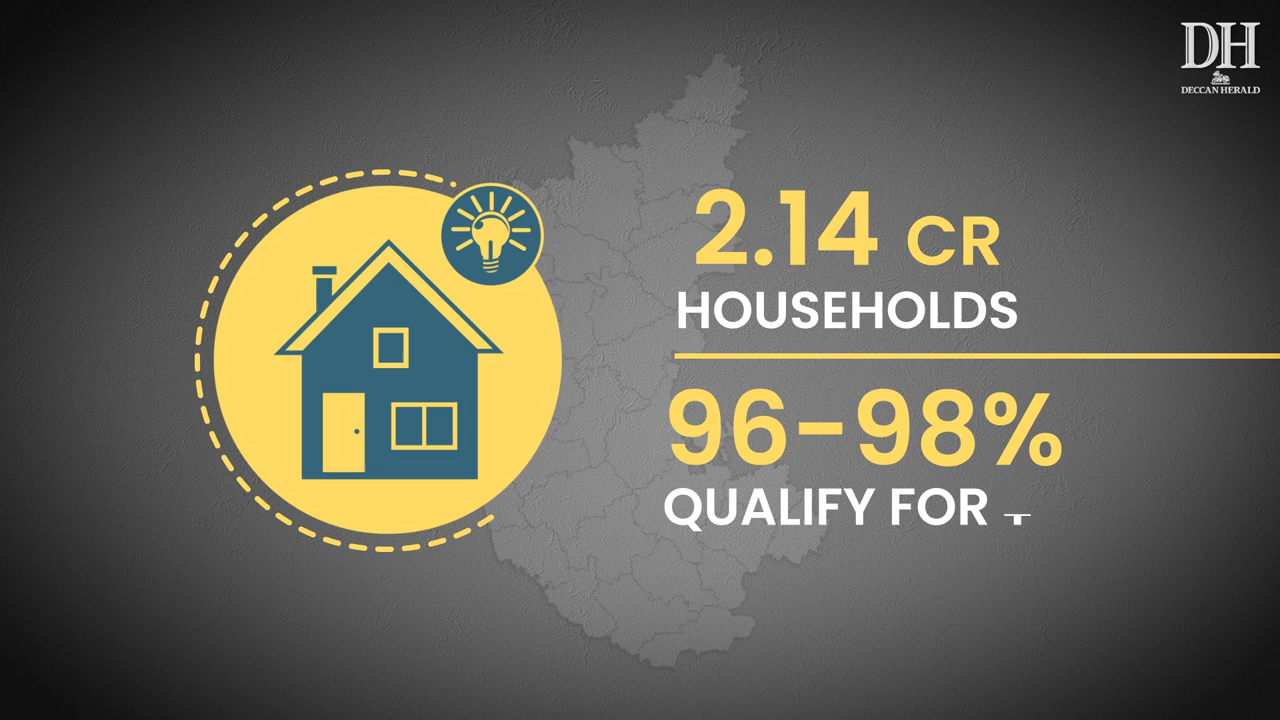 DH
DECCAN HERALD
2.14 CR
HOUSEHOLDS
96-98%
QUALIFY FOR